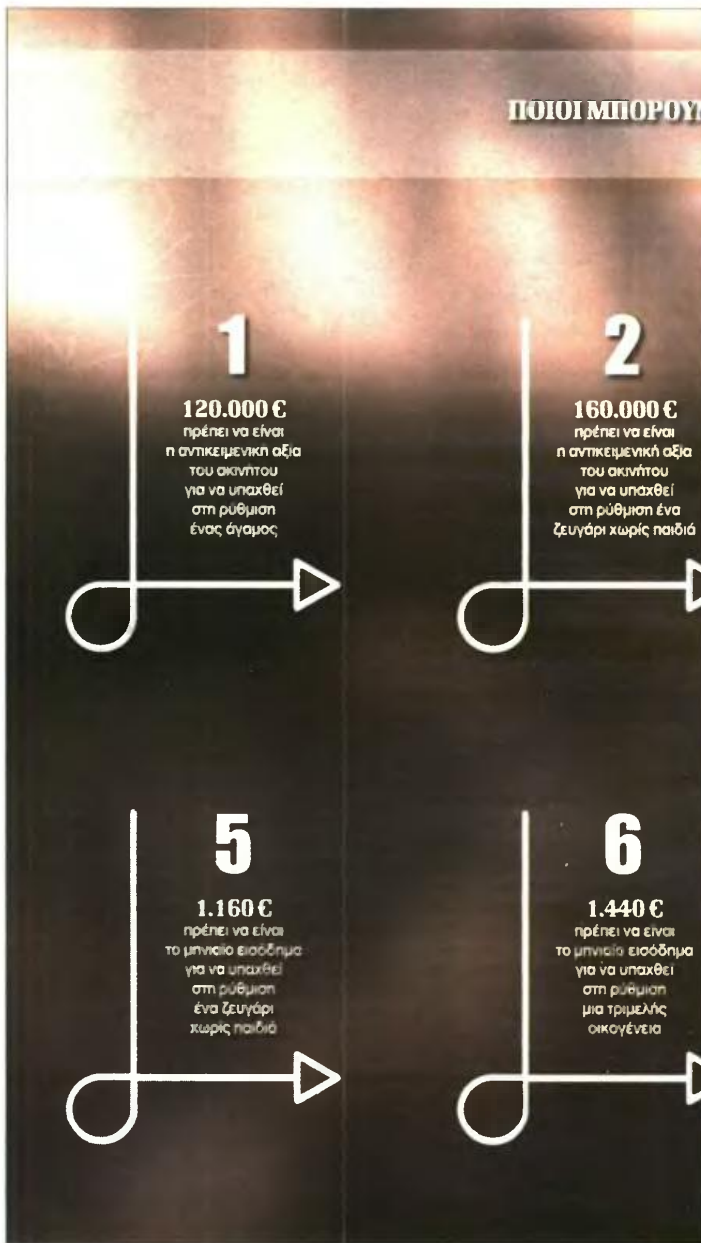 ΠΟΙΟΙ ΜΠΟΡΟΥΝ
1
120.000 €
πρέπει να είναι
η αντικειμενική αξία
του ακινήτου
για να υπαχθεί
στη ρύθμιση
ένας άγαμος
2
160.000 €
πρέπει να είναι
η αντικειμενική αξία
του ακινήτου
για να υπαχθεί
στη ρύθμιση ένα
ζευγάρι χωρίς παιδιά
5
1.160 €
πρέπει να είναι
το μηνιαίο εισόδημα
για να υπαχθεί
στη ρύθμιση
ένα ζευγάρι
χωρίς παιδιά
6
1.440 €
πρέπει να είναι
το μηνιαίο εισόδημα
για να υπαχθεί
στη ρύθμιση
μια τριμελής
οικογένεια